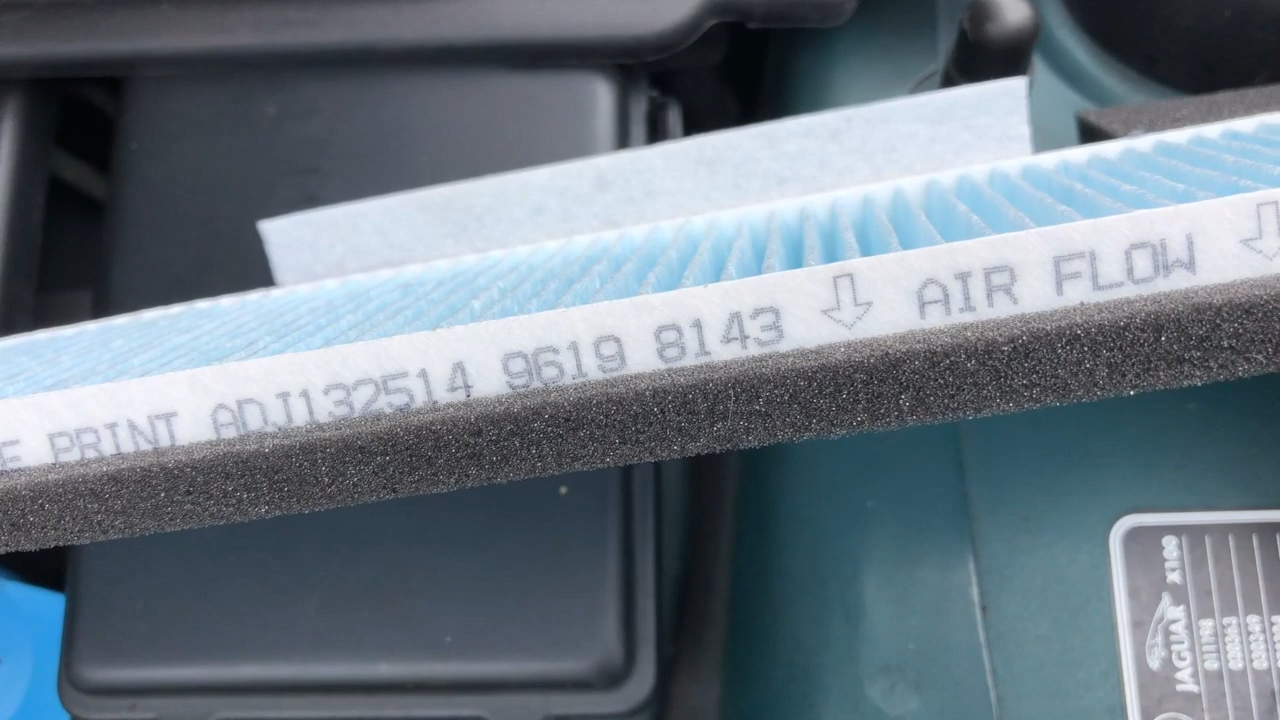 E PRINT ADJ132514 9619 8143 ⇩ AIR FLOW ⇩
JAGUAR X100